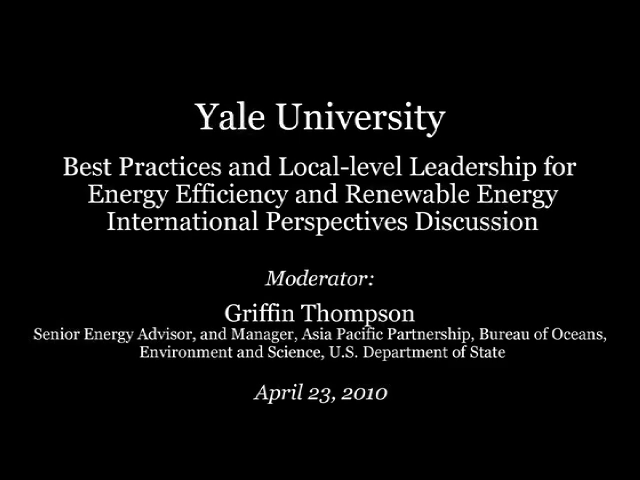 Yale University
Best Practices and Local-level Leadership for
Energy Efficiency and Renewable Energy
International Perspectives Discussion
Moderator:
Griffin Thompson
Senior Energy Advisor, and Manager, Asia Pacific Partnership, Bureau of Oceans,
Environment and Science, U.S. Department of State
April 23, 2010